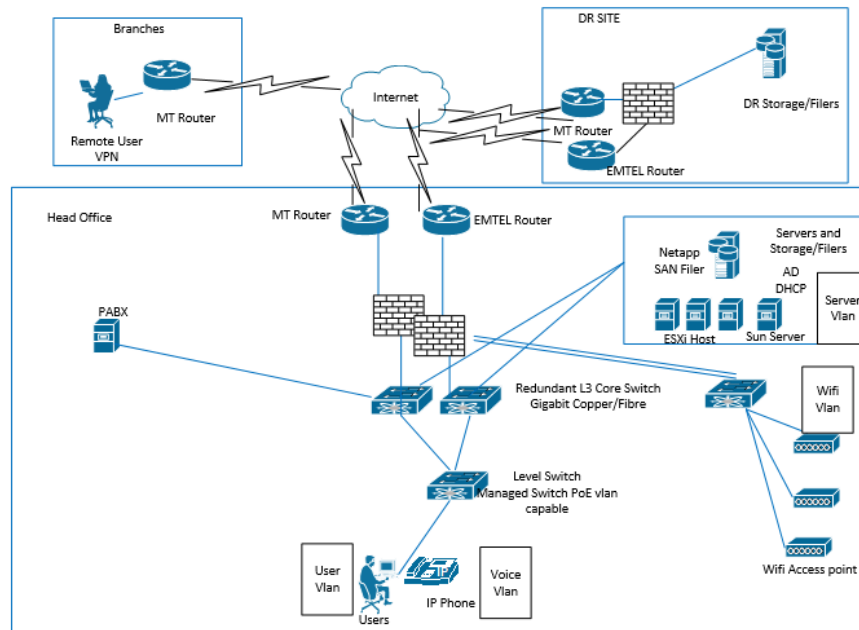 Branches
MT Router
Remote User
VPN
Internet
DR SITE
DR Storage/Filers
MT Router
EMTEL Router
Head Office
MT Router
EMTEL Router
Netapp
SAN Filer
Servers and
Storage/Filers
AD
DHCP
Server
Vlan
ESXi Host
Sun Server
PABX
Redundant L3 Core Switch
Gigabit Copper/Fibre
Wifi
Vlan
Level Switch
Managed Switch PoE vlan
capable
Wifi Access point
User
Vlan
Users
IP
IP Phone
Voice
Vlan